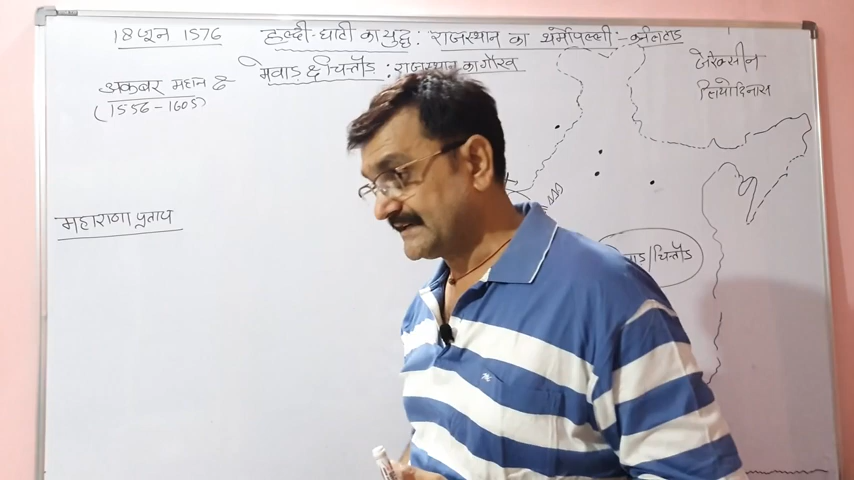 18 जून 1576 हल्दी-घाटी का युद्ध : राजस्थान का थर्मोपल्ली :- कर्नल टाड
मेवाड़ & चित्तौड़ : राजस्थान का गौरव
अकबर महान &
(1556-1605)
जेरेक्सीन
लियोडिनास
महाराणा प्रताप
वाड/चित्तौड